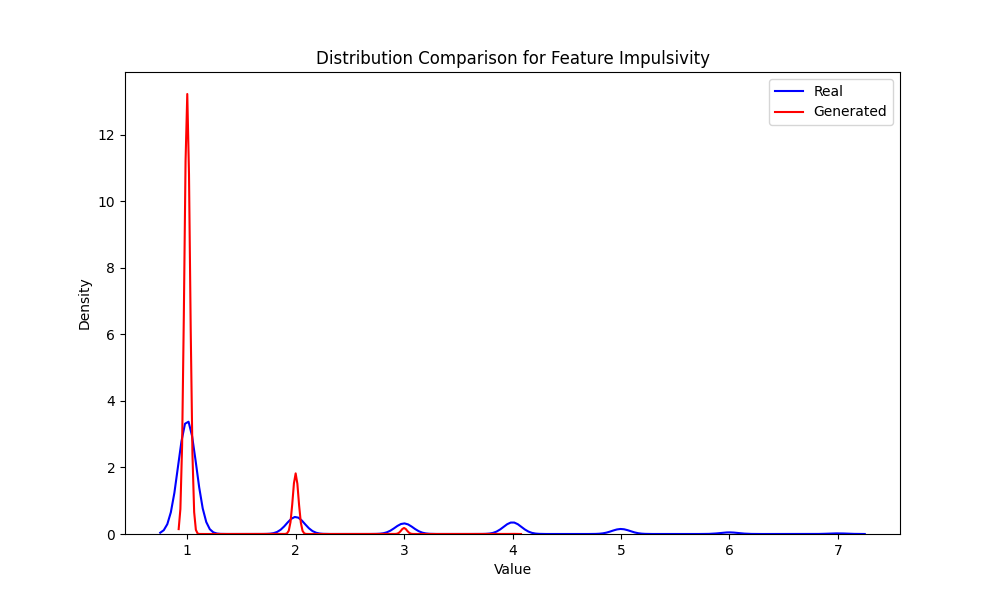 Distribution Comparison for Feature Impulsivity
Real
Generated
Density
12
10
8
6
4
2
0
1 2 3 4 5 6 7
Value